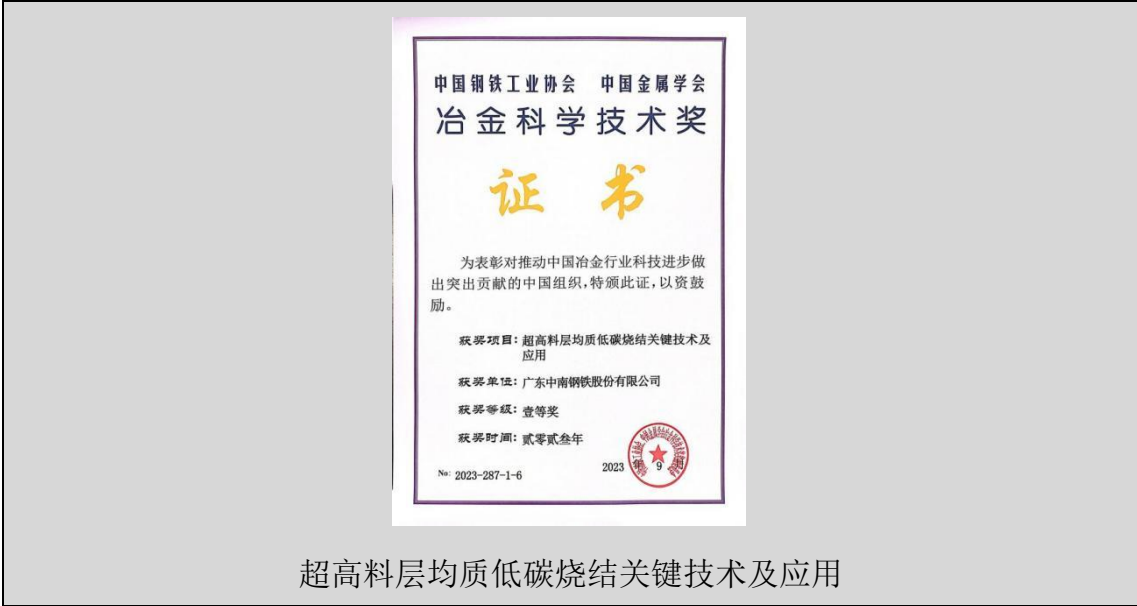 中国钢铁工业协会 中国金属学会
冶金科学技术奖
证 书
为表彰对推动中国冶金行业科技进步做
出突出贡献的中国组织,特颁此证,以资鼓
励。
获奖项目:超高料层均质低碳烧结关键技术及
应用
获奖单位:广东中南钢铁股份有限公司
获奖等级:壹等奖
获奖时间:贰零贰叁年
2023 年 9 月
No: 2023-287-1-6
超高料层均质低碳烧结关键技术及应用